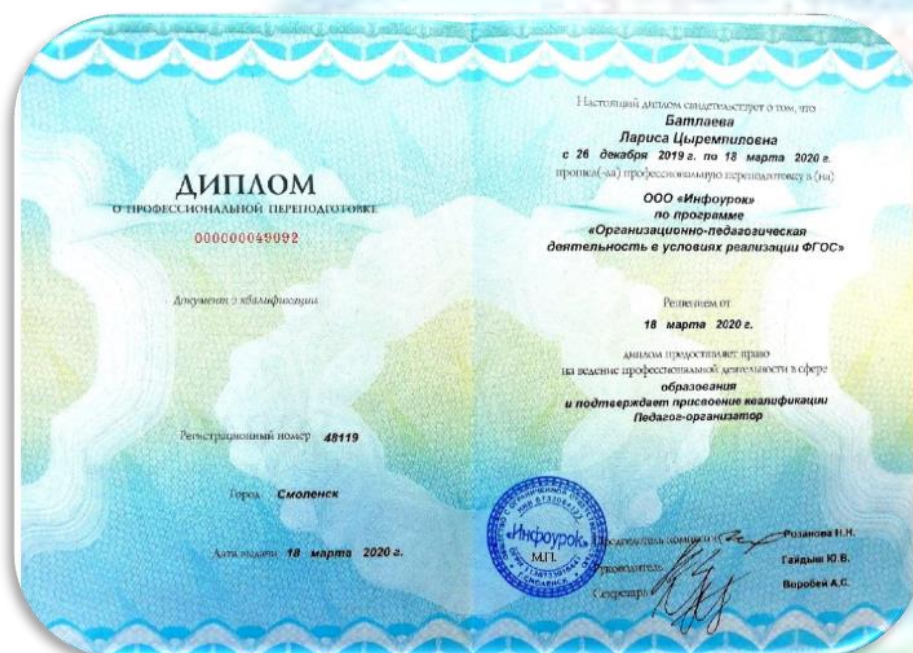 ДИПЛОМ
О ПРОФЕССИОНАЛЬНОЙ ПЕРЕПОДГОТОВКЕ
000000049092
Документ о квалификации
Регистрационный номер 48119
Город Смоленск
Дата выдачи 18 марта 2020 г.
Настоящий диплом свидетельствует о том, что
Батлаева
Лариса Цыремпиловна
с 26 декабря 2019 г. по 18 марта 2020 г.
прошел(-ла) профессиональную переподготовку в (на)
ООО «Инфоурок»
по программе
«Организационно-педагогическая
деятельность в условиях реализации ФГОС»
Решением от
18 марта 2020 г.
диплом предоставляет право
на ведение профессиональной деятельности в сфере
образования
и подтверждает присвоение квалификации
Педагог-организатор
«Инфоурок»
М.П.
Председатель комиссии Розанова Н.Н.
Руководитель Гайдыш Ю.В.
Секретарь Воробей А.С.